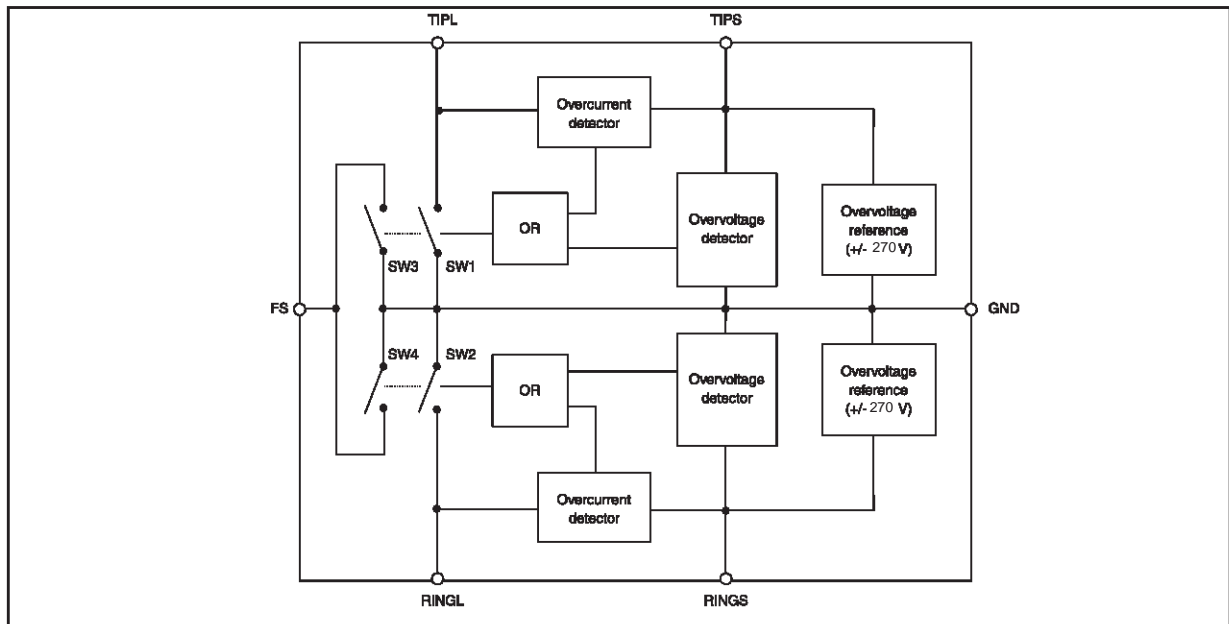 TIPL
TIPS
Overcurrent
detector
OR
Overvoltage
detector
Overvoltage
reference
(+/- 270 V)
SW3
SW1
FS
GND
SW4
SW2
OR
Overvoltage
detector
Overvoltage
reference
(+/- 270 V)
Overcurrent
detector
RINGL
RINGS